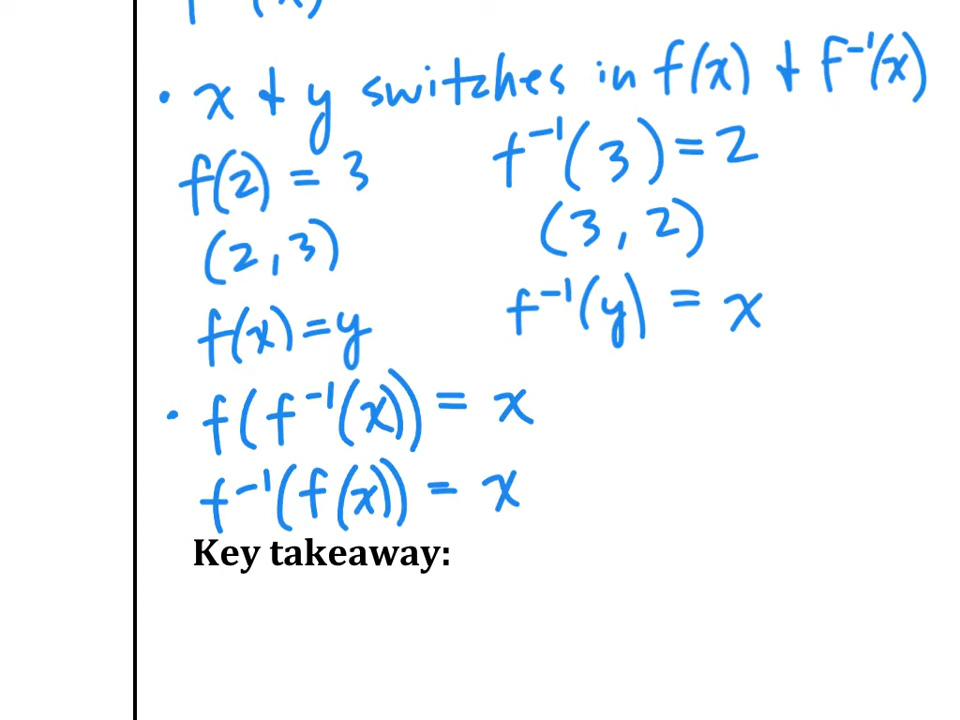 • x & y switches in f(x) & f⁻¹(x)
f(2) = 3 f⁻¹(3) = 2
(2,3) (3,2)
f(x) = y f⁻¹(y) = x
• f(f⁻¹(x)) = x
f⁻¹(f(x)) = x
Key takeaway: